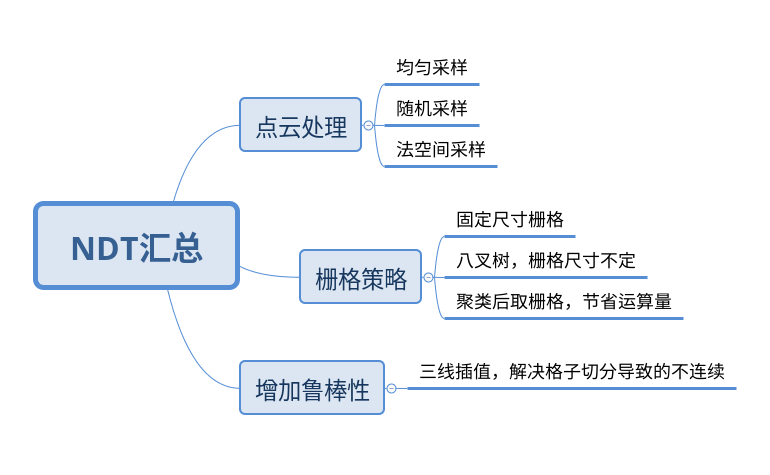 NDT汇总
点云处理
均匀采样
随机采样
法空间采样
栅格策略
固定尺寸栅格
八叉树，栅格尺寸不定
聚类后取栅格，节省运算量
增加鲁棒性
三线插值，解决格子切分导致的不连续